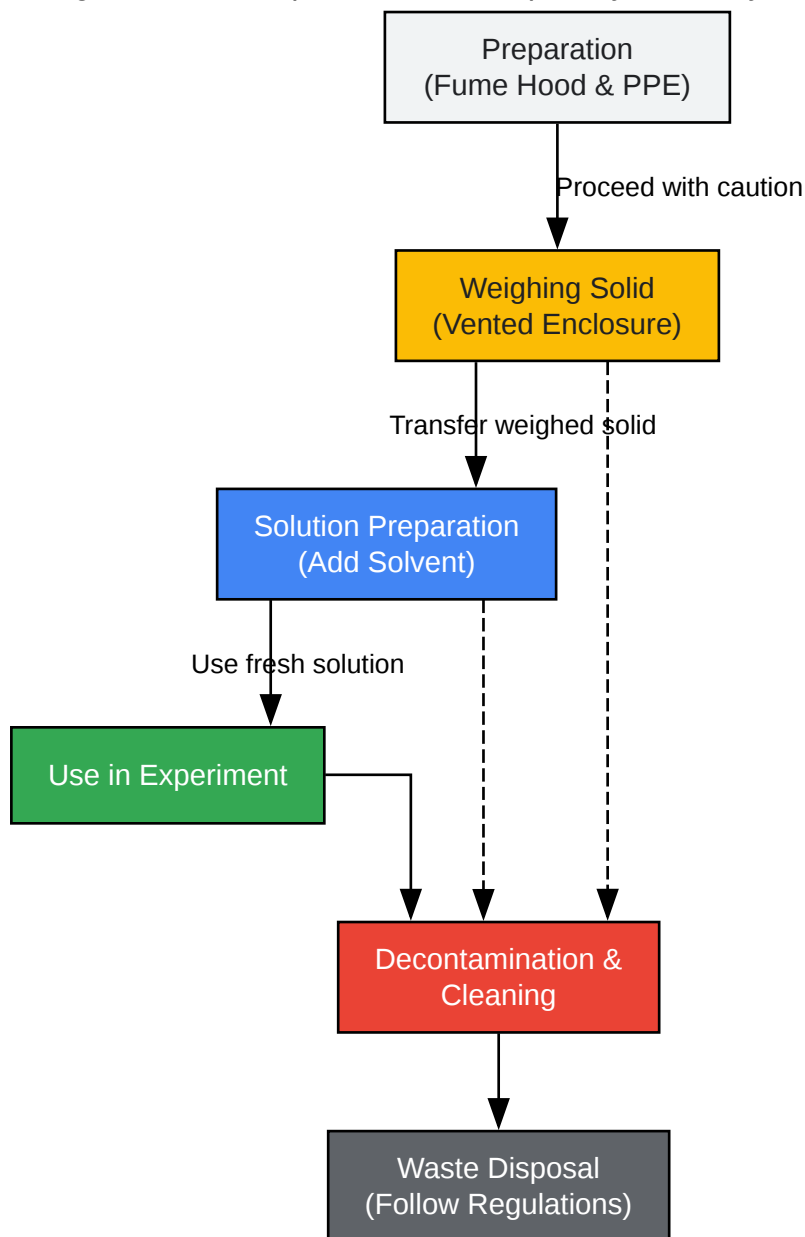 Preparation
(Fume Hood & PPE)
Proceed with caution
Weighing Solid
(Vented Enclosure)
Transfer weighed solid
Solution Preparation
(Add Solvent)
Use fresh solution
Use in Experiment
Decontamination &
Cleaning
Waste Disposal
(Follow Regulations)